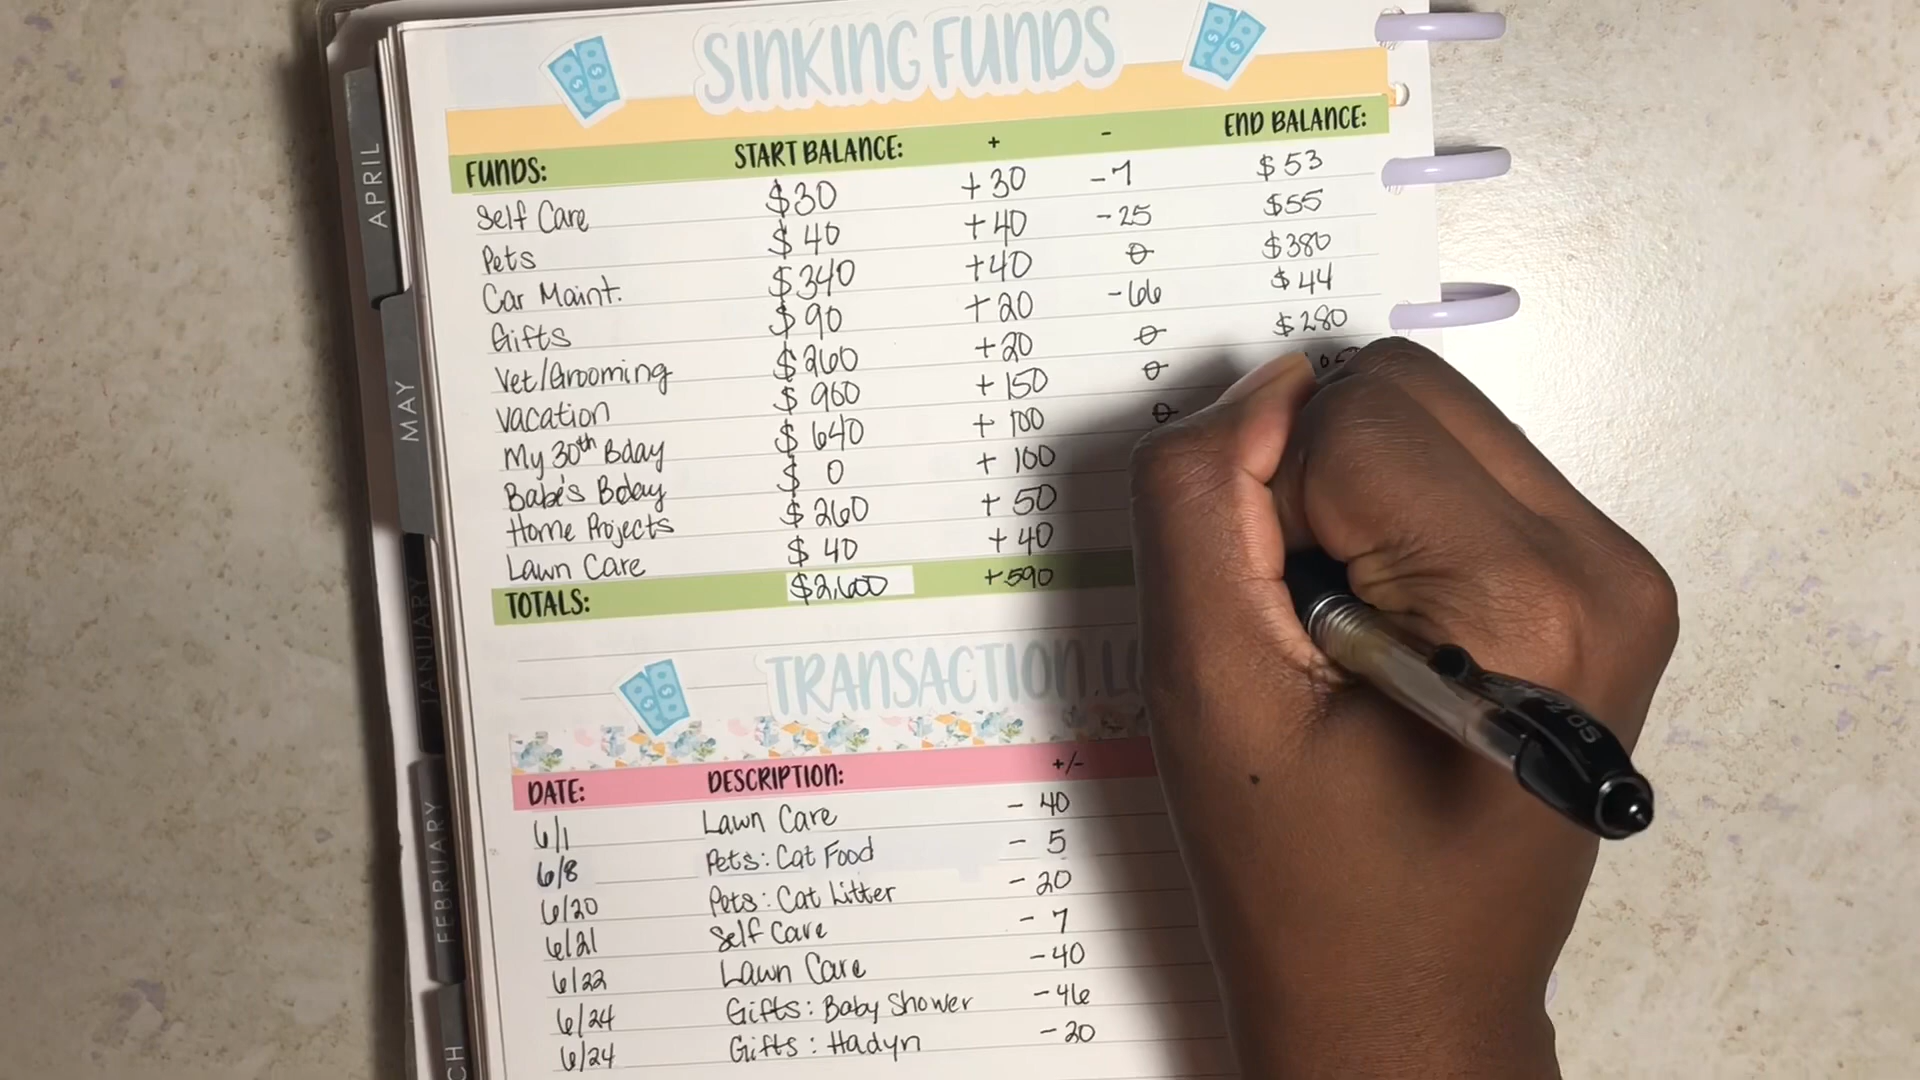 SINKING FUNDS
FUNDS: START BALANCE: + - END BALANCE:
Self Care $30 +30 -7 $53
Pets $40 +40 -25 $55
Car Maint. $340 +40 0 $380
Gifts $90 +20 -66 $44
Vet/Grooming $260 +20 0 $280
Vacation $960 +150 0
My 30th Bday $640 +100 0
Babe's Bday $0 +100
Home Projects $260 +50
Lawn Care $40 +40
TOTALS: $2,600 +590
TRANSACTION
DATE: DESCRIPTION: +/-
6/1 Lawn Care - 40
6/8 Pets: Cat Food - 5
6/20 Pets: Cat Litter - 20
6/21 Self Care - 7
6/22 Lawn Care -40
6/24 Gifts: Baby Shower -46
6/24 Gifts: Hadyn -20
APRIL
MAY
JANUARY
FEBRUARY
CH